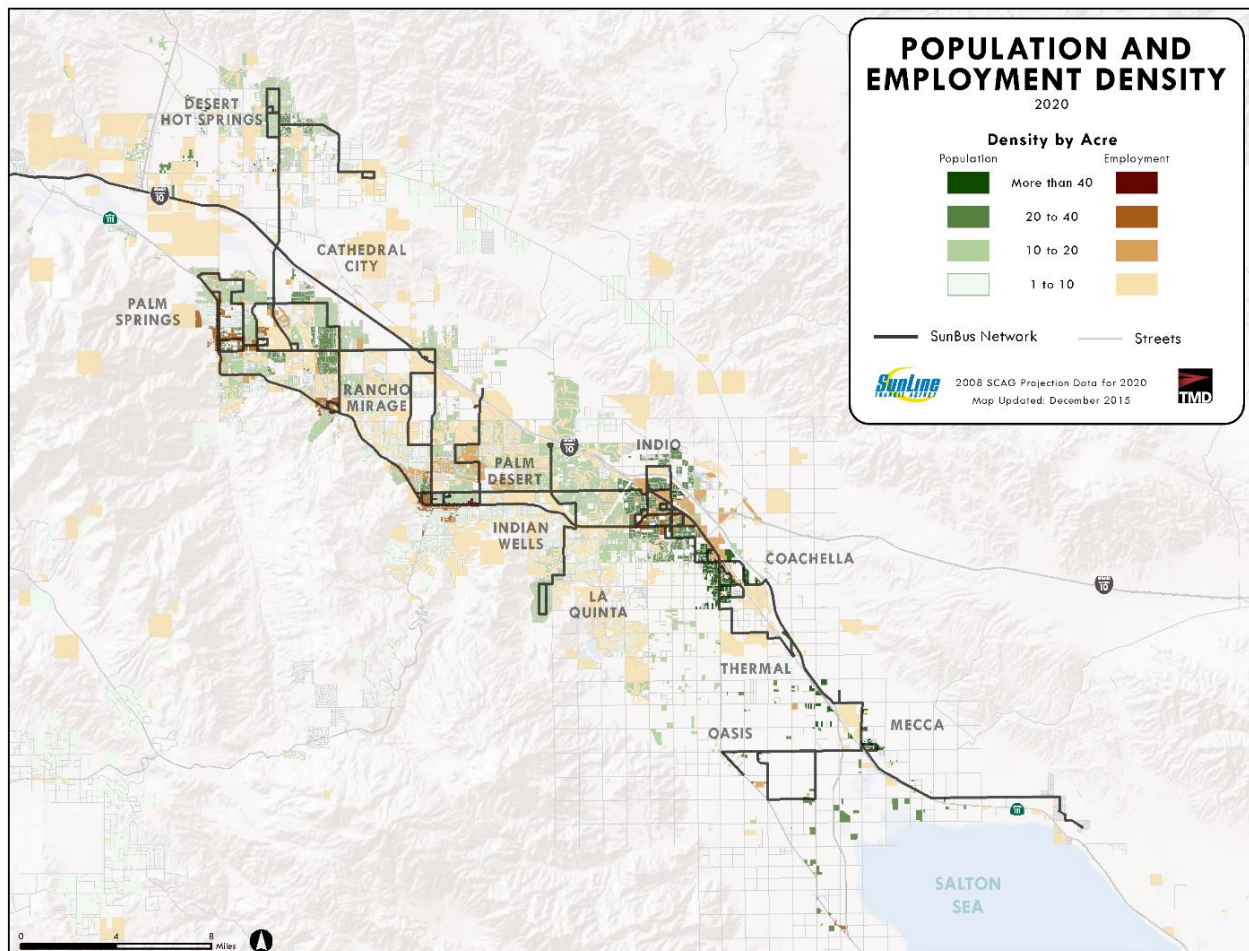 POPULATION AND
EMPLOYMENT DENSITY
2020
Density by Acre
Population Employment
More than 40
20 to 40
10 to 20
1 to 10
SunBus Network Streets
SunLine
TRANSIT AGENCY
2008 SCAG Projection Data for 2020
Map Updated: December 2015
TMD
DESERT
HOT SPRINGS
10
111
CATHEDRAL
CITY
PALM
SPRINGS
RANCHO
MIRAGE
10
INDIO
PALM
DESERT
INDIAN
WELLS
COACHELLA
10
LA
QUINTA
THERMAL
OASIS
MECCA
111
SALTON
SEA
0 4 8
Miles